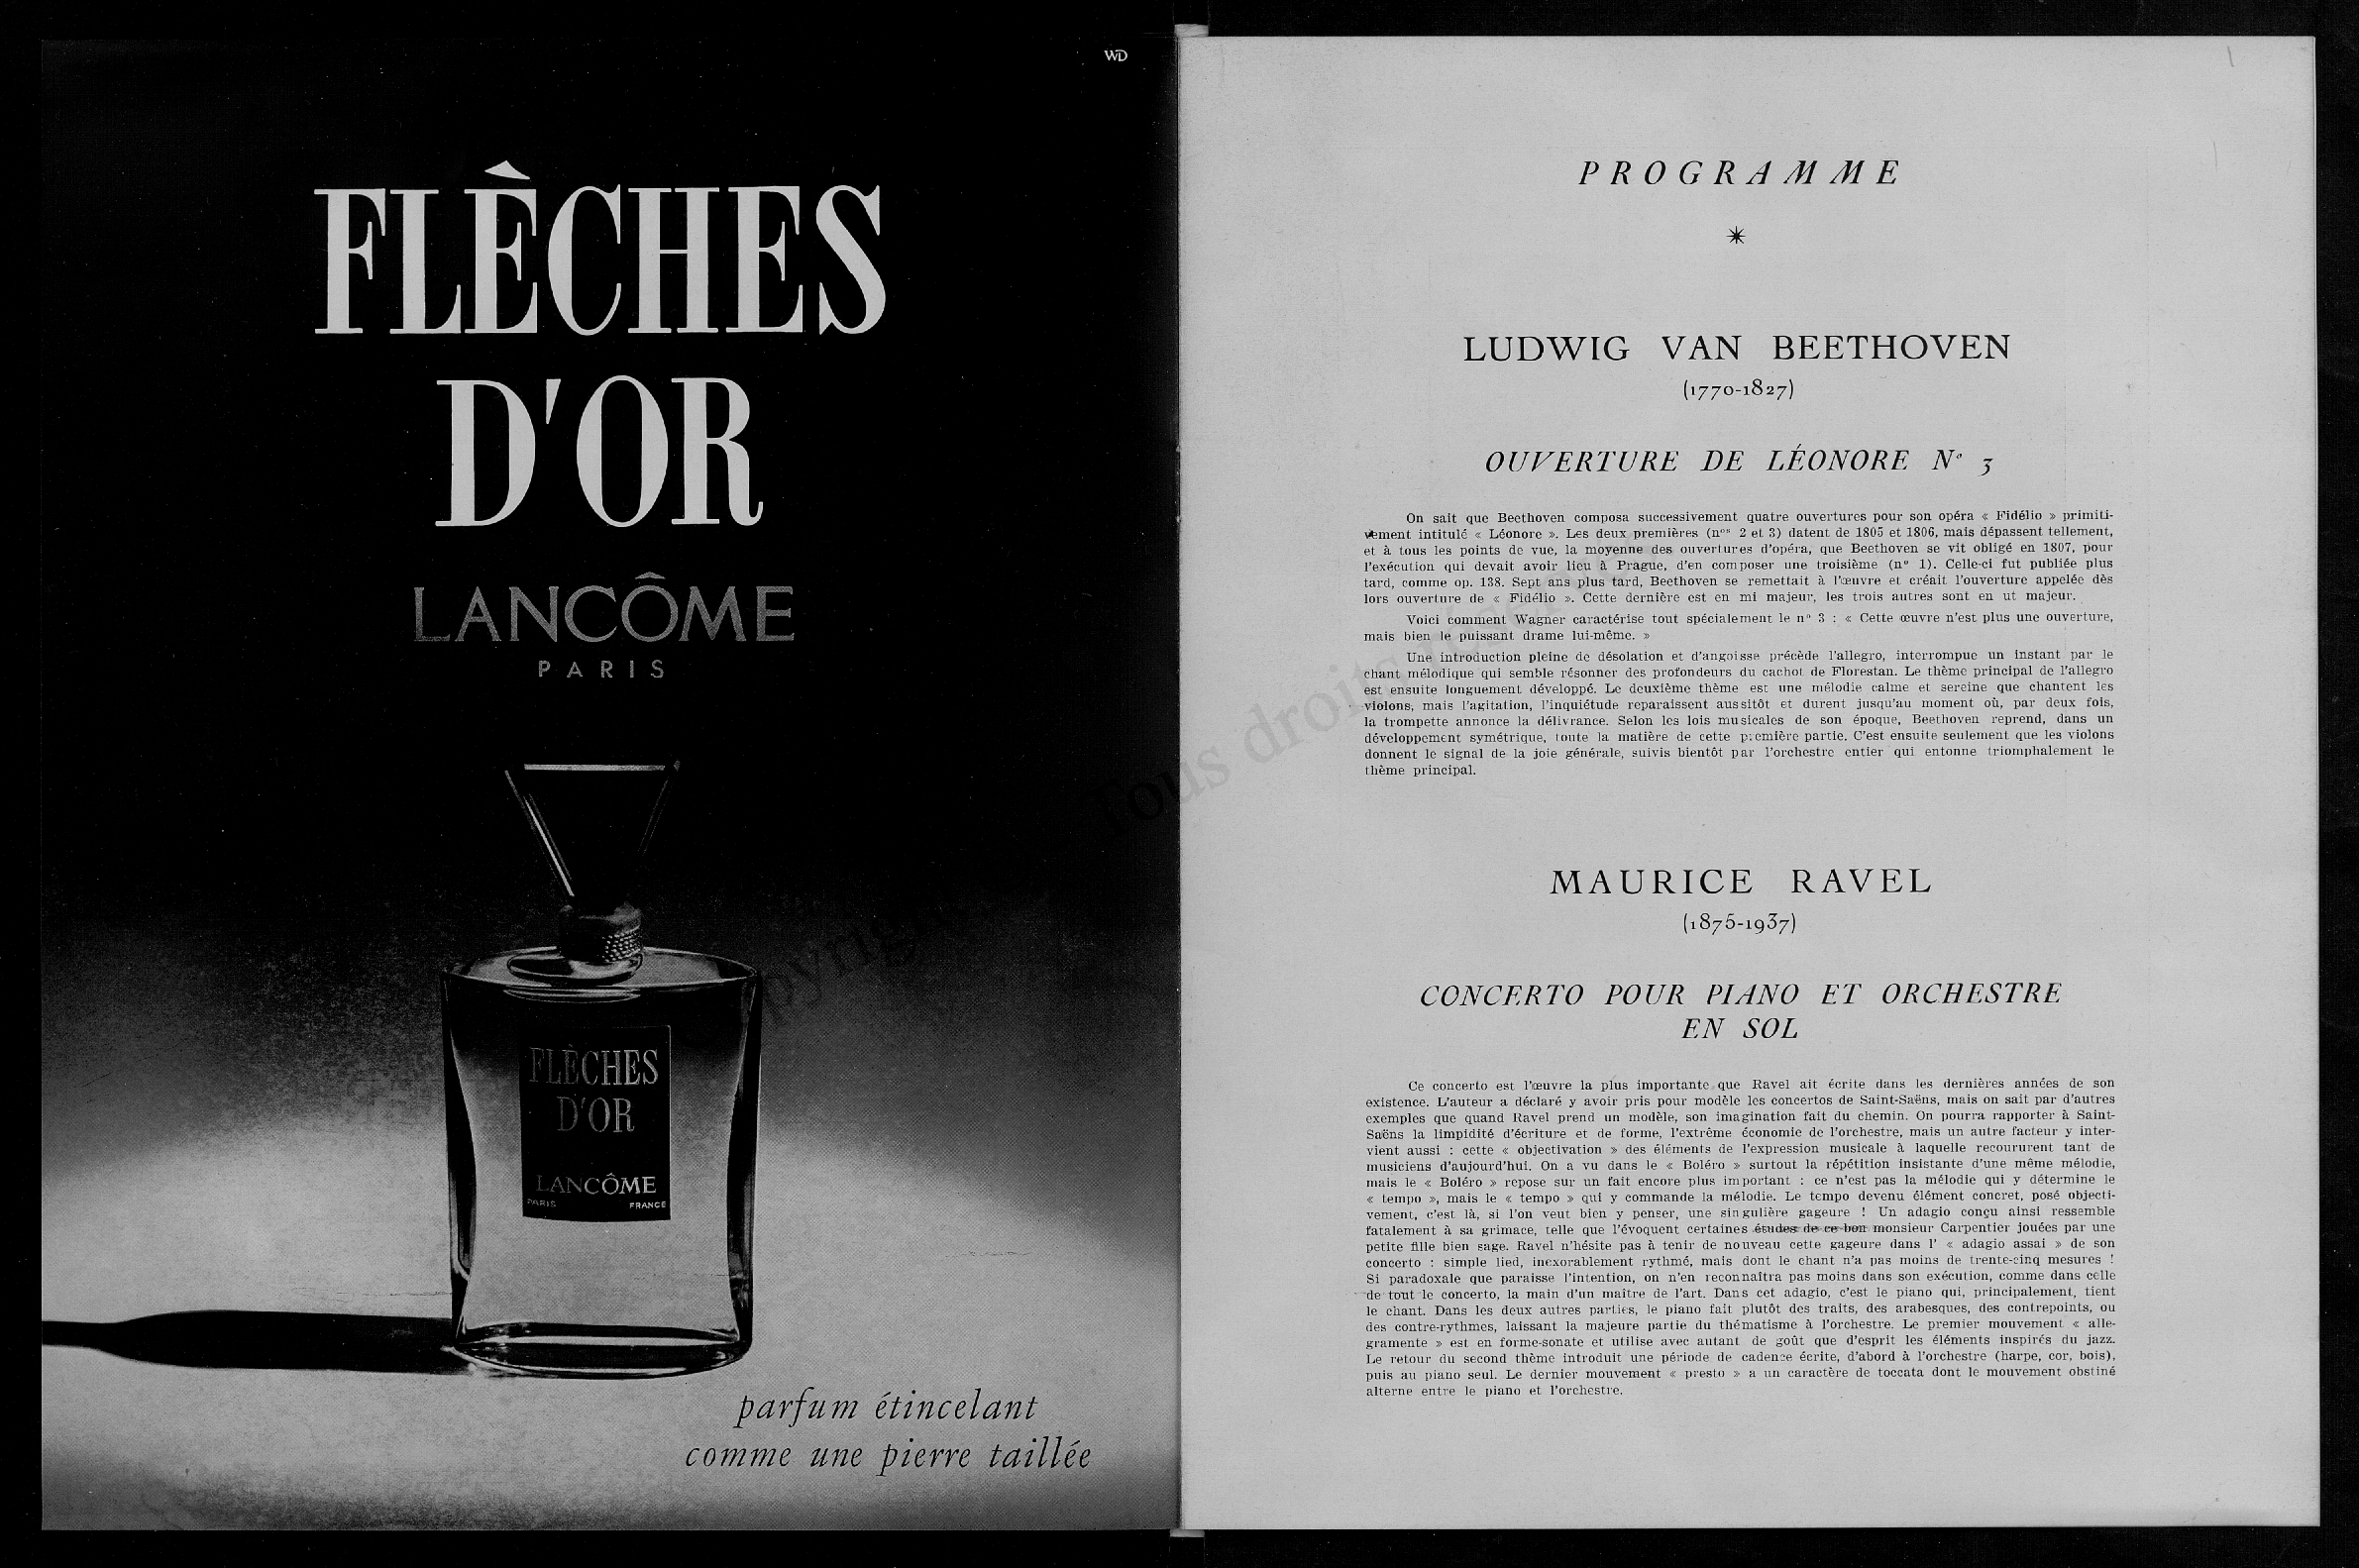 WD
FLÈCHES
D'OR
LANCÔME
PARIS
FLÈCHES
D'OR
LANCÔME
PARIS FRANCE
parfum étincelant
comme une pierre taillée
PROGRAMME
LUDWIG VAN BEETHOVEN
(1770-1827)
OUVERTURE DE LÉONORE N° 3
On sait que Beethoven composa successivement quatre ouvertures pour son opéra « Fidélio » primiti-
vement intitulé « Léonore ». Les deux premières (nos 2 et 3) datent de 1805 et 1806, mais dépassent tellement,
et à tous les points de vue, la moyenne des ouvertures d'opéra, que Beethoven se vit obligé en 1807, pour
l'exécution qui devait avoir lieu à Prague, d'en composer une troisième (n° 1). Celle-ci fut publiée plus
tard, comme op. 138. Sept ans plus tard, Beethoven se remettait à l'œuvre et créait l'ouverture appelée dès
lors ouverture de « Fidélio ». Cette dernière est en mi majeur, les trois autres sont en ut majeur.
Voici comment Wagner caractérise tout spécialement le n° 3 : « Cette œuvre n'est plus une ouverture,
mais bien le puissant drame lui-même. »
Une introduction pleine de désolation et d'angoisse précède l'allegro, interrompue un instant par le
chant mélodique qui semble résonner des profondeurs du cachot de Florestan. Le thème principal de l'allegro
est ensuite longuement développé. Le deuxième thème est une mélodie calme et sereine que chantent les
violons, mais l'agitation, l'inquiétude reparaissent aussitôt et durent jusqu'au moment où, par deux fois,
la trompette annonce la délivrance. Selon les lois musicales de son époque, Beethoven reprend, dans un
développement symétrique, toute la matière de cette première partie. C'est ensuite seulement que les violons
donnent le signal de la joie générale, suivis bientôt par l'orchestre entier qui entonne triomphalement le
thème principal.
MAURICE RAVEL
(1875-1937)
CONCERTO POUR PIANO ET ORCHESTRE
EN SOL
Ce concerto est l'œuvre la plus importante que Ravel ait écrite dans les dernières années de son
existence. L'auteur a déclaré y avoir pris pour modèle les concertos de Saint-Saëns, mais on sait par d'autres
exemples que quand Ravel prend un modèle, son imagination fait du chemin. On pourra rapporter à Saint-
Saëns la limpidité d'écriture et de forme, l'extrême économie de l'orchestre, mais un autre facteur y inter-
vient aussi : cette « objectivation » des éléments de l'expression musicale à laquelle recoururent tant de
musiciens d'aujourd'hui. On a vu dans le « Boléro » surtout la répétition insistante d'une même mélodie,
mais le « Boléro » repose sur un fait encore plus important : ce n'est pas la mélodie qui y détermine le
« tempo », mais le « tempo » qui y commande la mélodie. Le tempo devenu élément concret, posé objecti-
vement, c'est là, si l'on veut bien y penser, une singulière gageure ! Un adagio conçu ainsi ressemble
fatalement à sa grimace, telle que l'évoquent certaines études de ce bon monsieur Carpentier jouées par une
petite fille bien sage. Ravel n'hésite pas à tenir de nouveau cette gageure dans l' « adagio assai » de son
concerto : simple lied, inexorablement rythmé, mais dont le chant n'a pas moins de trente-cinq mesures !
Si paradoxale que paraisse l'intention, on n'en reconnaîtra pas moins dans son exécution, comme dans celle
de tout le concerto, la main d'un maître de l'art. Dans cet adagio, c'est le piano qui, principalement, tient
le chant. Dans les deux autres parties, le piano fait plutôt des traits, des arabesques, des contrepoints, ou
des contre-rythmes, laissant la majeure partie du thématisme à l'orchestre. Le premier mouvement « alle-
gramente » est en forme-sonate et utilise avec autant de goût que d'esprit les éléments inspirés du jazz.
Le retour du second thème introduit une période de cadence écrite, d'abord à l'orchestre (harpe, cor, bois),
puis au piano seul. Le dernier mouvement « presto » a un caractère de toccata dont le mouvement obstiné
alterne entre le piano et l'orchestre.
Tous droits